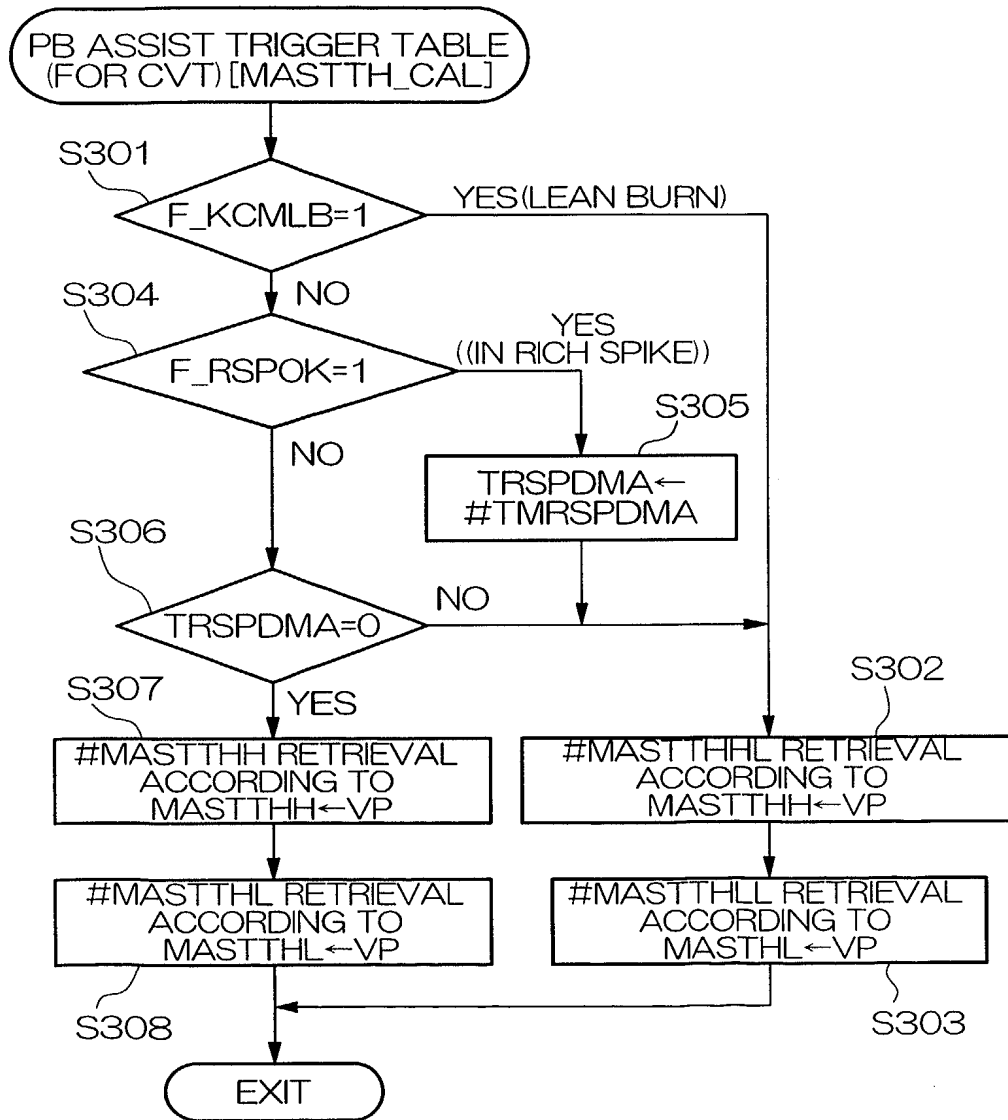 PB ASSIST TRIGGER TABLE
(FOR CVT) [MASTTH_CAL]
S301
F_KCMLB=1
YES(LEAN BURN)
NO
S304
F_RSPOK=1
YES
((IN RICH SPIKE))
NO
S305
TRSPDMA←
#TMRSPDMA
S306
TRSPDMA=0
NO
YES
S307
#MASTTHH RETRIEVAL
ACCORDING TO
MASTTHH←VP
S302
#MASTTHHL RETRIEVAL
ACCORDING TO
MASTTHH←VP
#MASTTHL RETRIEVAL
ACCORDING TO
MASTTHL←VP
S308
#MASTTHLL RETRIEVAL
ACCORDING TO
MASTHL←VP
S303
EXIT